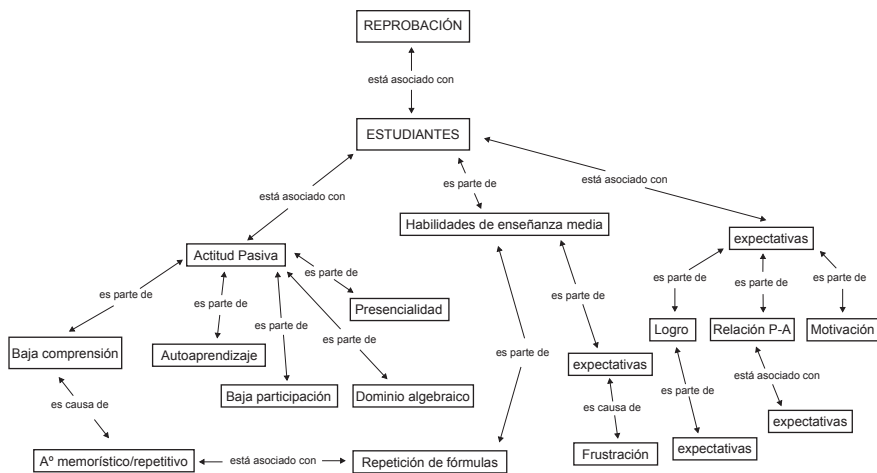 REPROBACIÓN
está asociado con
ESTUDIANTES
está asociado con
es parte de
está asociado con
Habilidades de enseñanza media
expectativas
Actitud Pasiva
es parte de
es parte de
es parte de
es parte de
es parte de
es parte de
es parte de
Presencialidad
es parte de
es parte de
es parte de
Logro
Relación P-A
Motivación
Baja comprensión
Autoaprendizaje
es parte de
expectativas
está asociado con
Baja participación
Dominio algebraico
es parte de
es causa de
es causa de
expectativas
expectativas
Aº memorístico/repetitivo
está asociado con
Repetición de fórmulas
Frustración